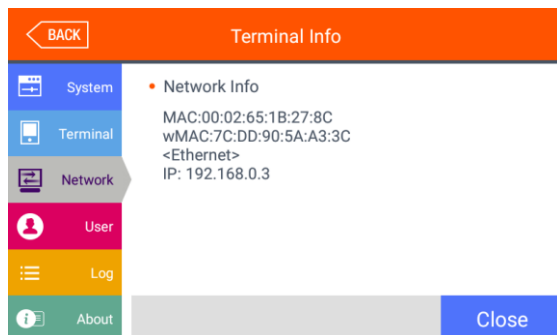 BACK
Terminal Info
System
Terminal
Network
User
Log
About
• Network Info
MAC:00:02:65:1B:27:8C
wMAC:7C:DD:90:5A:A3:3C
<Ethernet>
IP: 192.168.0.3
Close